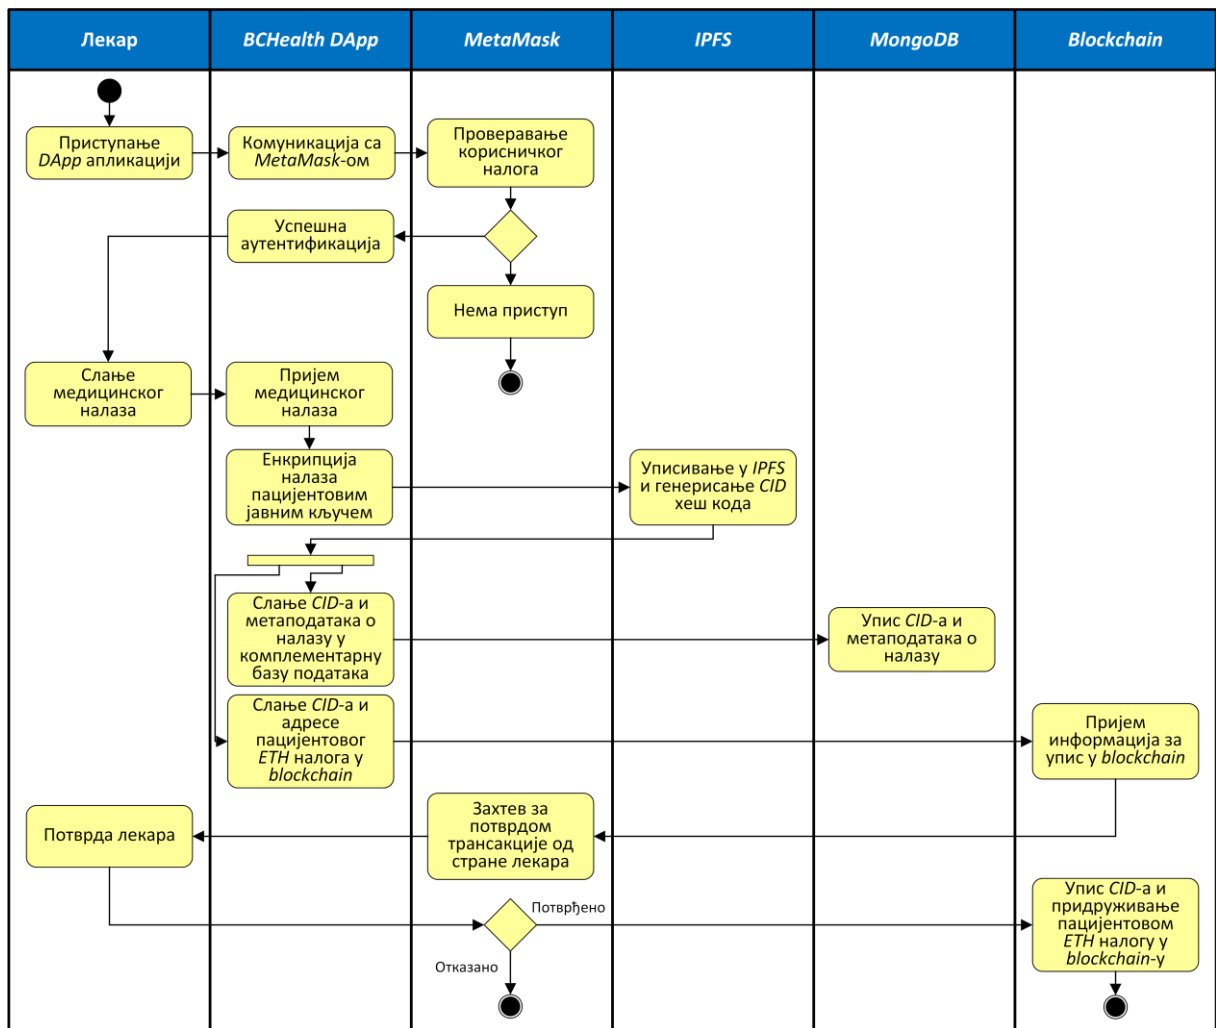 Лекар
BCHealth DApp
MetaMask
IPFS
MongoDB
Blockchain
Приступање
DApp апликацији
Комуникација са
MetaMask-ом
Проверавање
корисничког
налога
Успешна
аутентификација
Нема приступ
Слање
медицинског
налаза
Пријем
медицинског
налаза
Енкрипција
налаза
пацијентовим
јавним кључем
Уписивање у IPFS
и генерисање CID
хеш кода
Слање CID-а и
метаподатака о
налазу у
комплементарну
базу података
Упис CID-а и
метаподатака о
налазу
Слање CID-а и
адресе
пацијентовог
ETH налога у
blockchain
Пријем
информација за
упис у blockchain
Потврда лекара
Захтев за
потврдом
трансакције од
стране лекара
Потврђено
Упис CID-а и
придруживање
пацијентовом
ETH налогу у
blockchain-у
Отказано